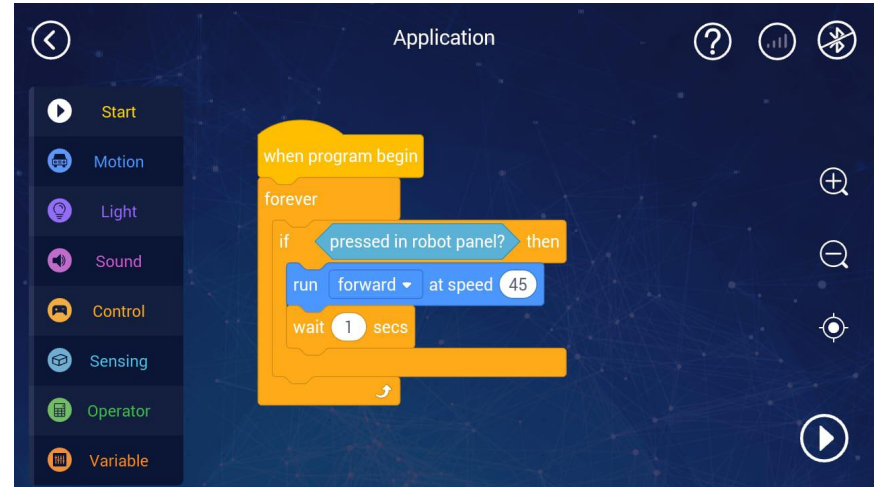 Application
?
Start
Motion
Light
Sound
Control
Sensing
Operator
Variable
when program begin
forever
if pressed in robot panel? then
run forward at speed 45
wait 1 secs